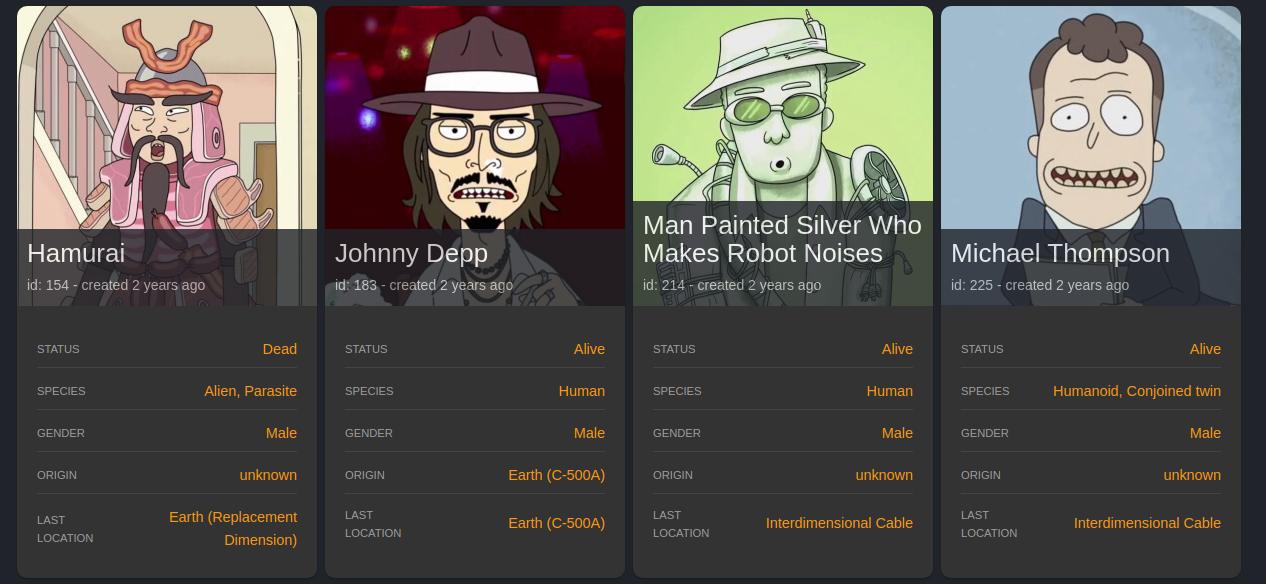 Hamurai
id: 154 - created 2 years ago
STATUS Dead
SPECIES Alien, Parasite
GENDER Male
ORIGIN unknown
LAST LOCATION Earth (Replacement
Dimension)
Johnny Depp
id: 183 - created 2 years ago
STATUS Alive
SPECIES Human
GENDER Male
ORIGIN Earth (C-500A)
LAST
LOCATION Earth (C-500A)
Man Painted Silver Who
Makes Robot Noises
id: 214 - created 2 years ago
STATUS Alive
SPECIES Human
GENDER Male
ORIGIN unknown
LAST
LOCATION Interdimensional Cable
Michael Thompson
id: 225 - created 2 years ago
STATUS Alive
SPECIES Humanoid, Conjoined twin
GENDER Male
ORIGIN unknown
LAST
LOCATION Interdimensional Cable